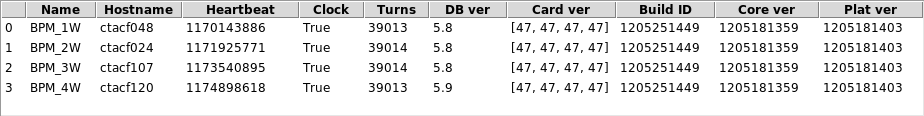 Name Hostname Heartbeat Clock Turns DB ver Card ver Build ID Core ver Plat ver
0 BPM_1W ctacf048 1170143886 True 39013 5.8 [47, 47, 47, 47] 1205251449 1205181359 1205181403
1 BPM_2W ctacf024 1171925771 True 39014 5.8 [47, 47, 47, 47] 1205251449 1205181359 1205181403
2 BPM_3W ctacf107 1173540895 True 39014 5.8 [47, 47, 47, 47] 1205251449 1205181359 1205181403
3 BPM_4W ctacf120 1174898618 True 39013 5.9 [47, 47, 47, 47] 1205251449 1205181359 1205181403